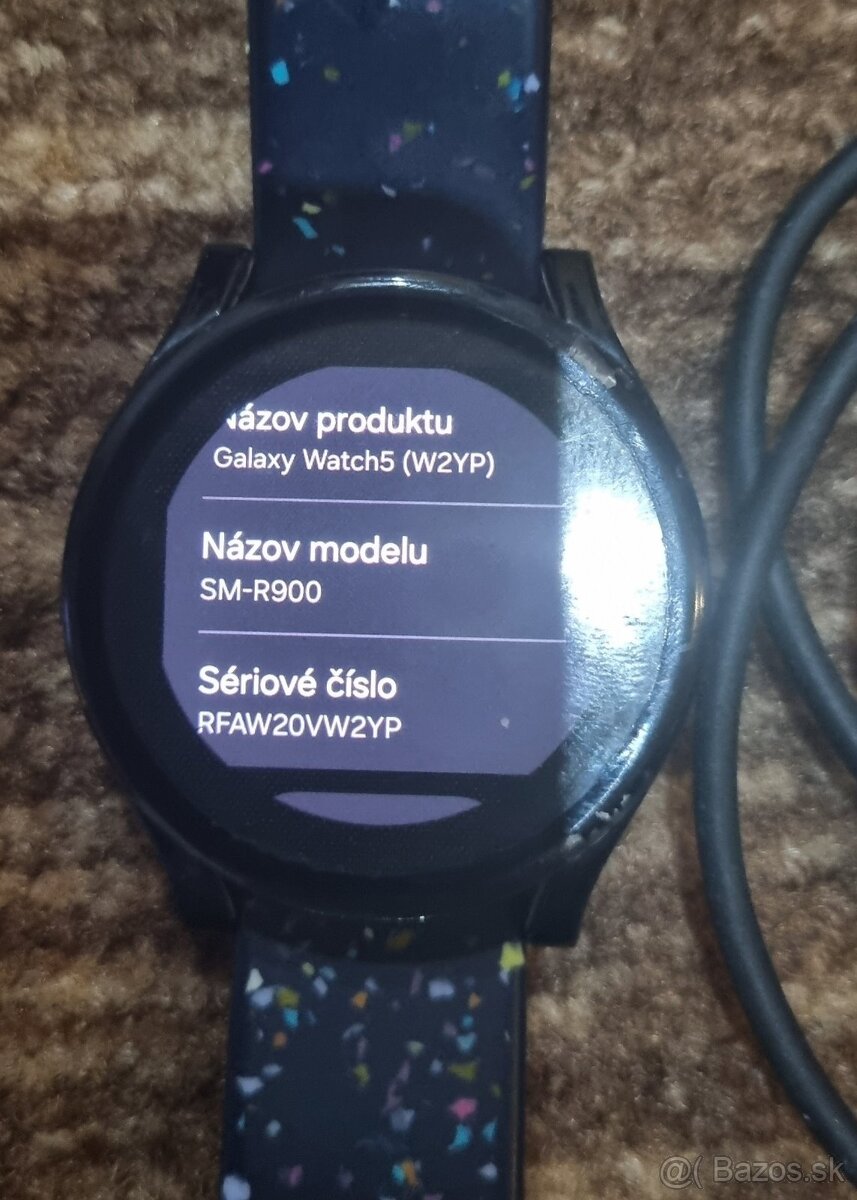 Názov produktu
Galaxy Watch5 (W2YP)
Názov modelu
SM-R900
Sériové číslo
RFAW20VW2YP
@( Bazos.sk